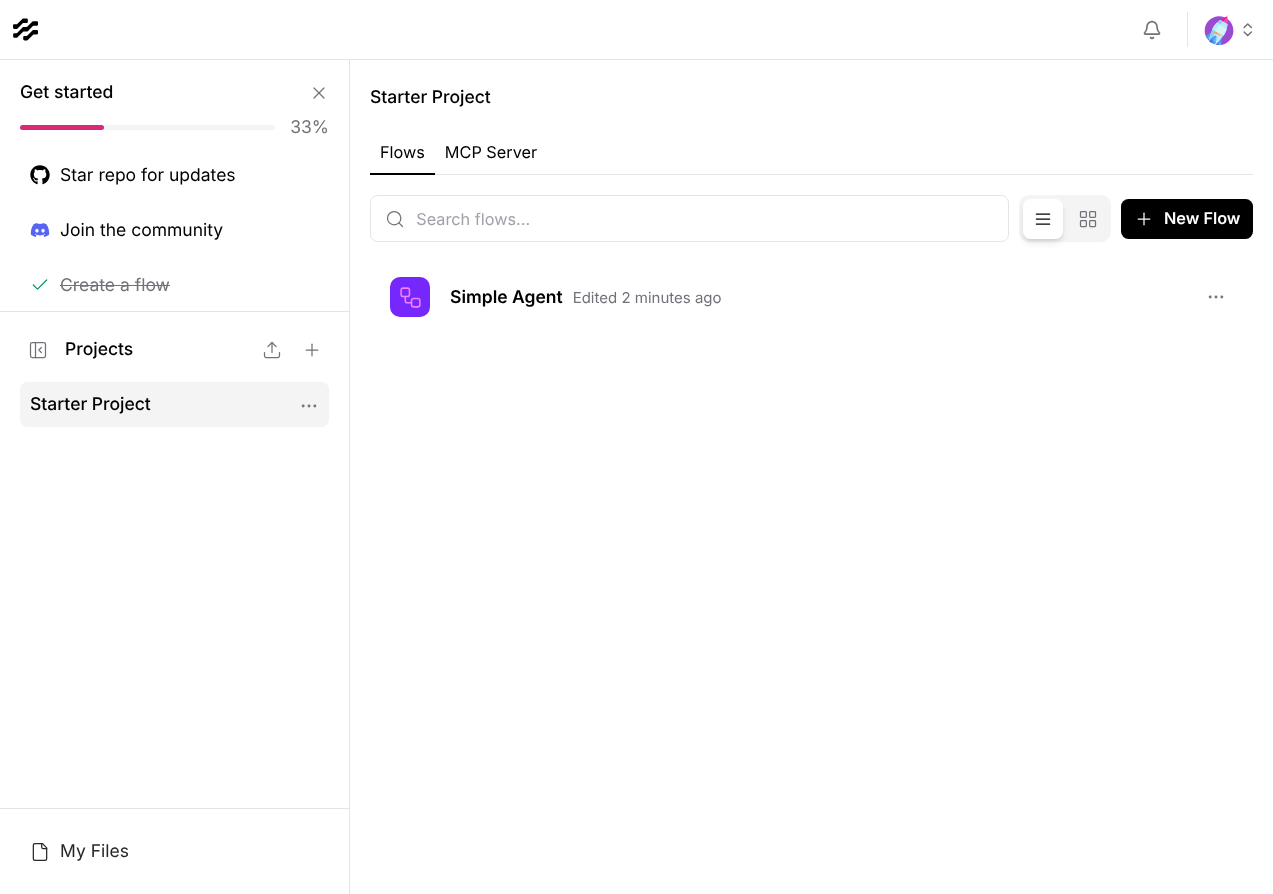 Get started
33%
Star repo for updates
Join the community
Create a flow
Projects
Starter Project
My Files
Starter Project
Flows MCP Server
Search flows...
New Flow
Simple Agent Edited 2 minutes ago